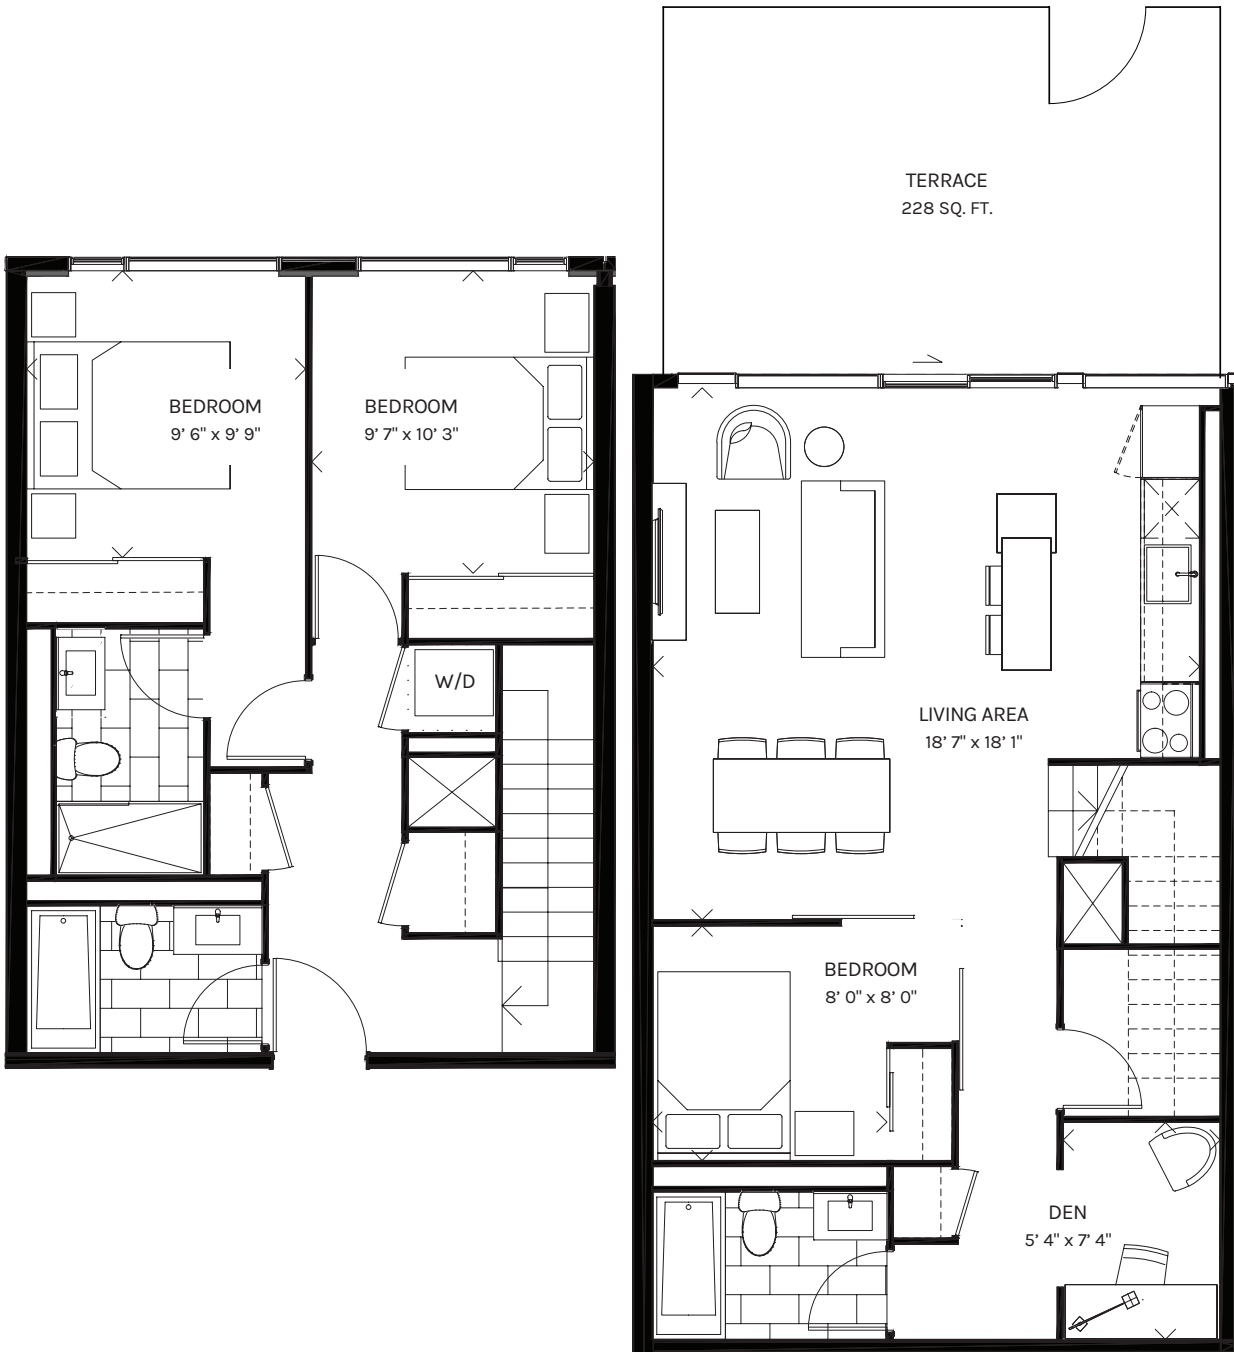 TERRACE
228 SQ. FT.
BEDROOM
9’ 6" x 9’ 9"
BEDROOM
9’ 7" x 10’ 3"
W/D
LIVING AREA
18’ 7" x 18’ 1"
BEDROOM
8’ 0" x 8’ 0"
DEN
5’ 4" x 7’ 4"